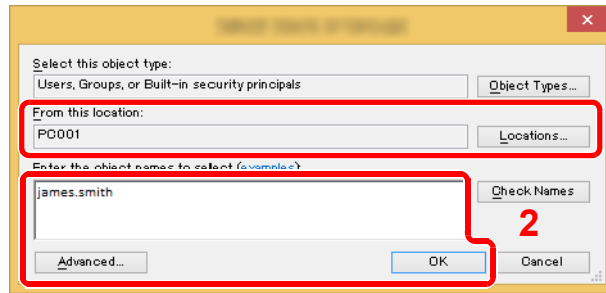 Select this object type:
Users, Groups, or Built-in security principals
Object Types...
From this location:
PC001
Locations...
Enter the object names to select (examples):
james.smith
Check Names
2
Advanced...
OK
Cancel